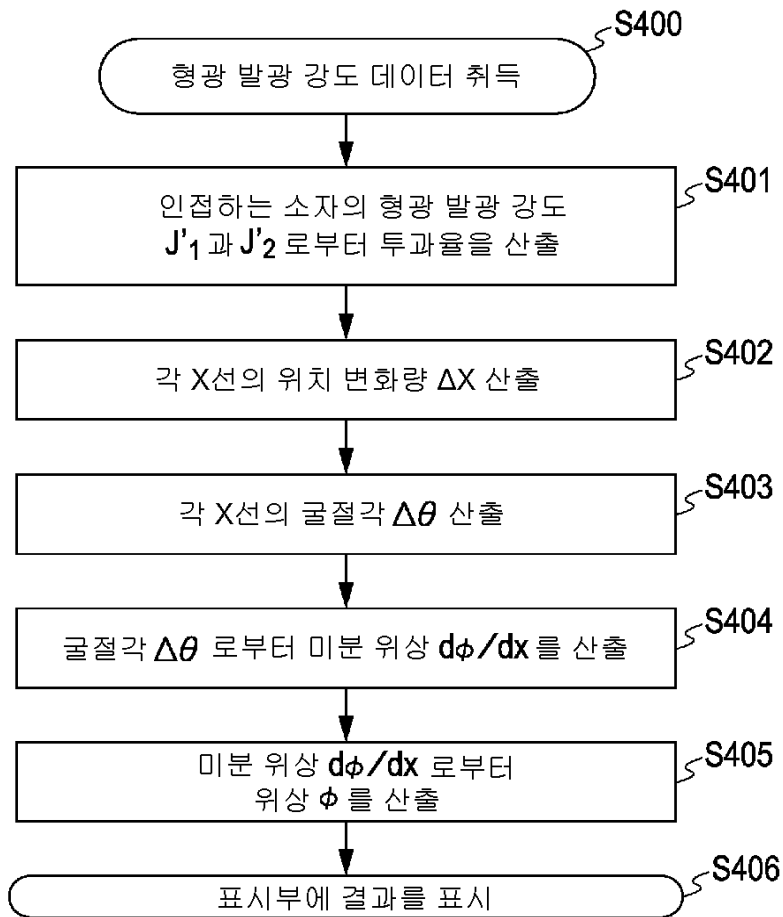 S400
형광 발광 강도 데이터 취득
S401
인접하는 소자의 형광 발광 강도
J'1 과 J'2 로부터 투과율을 산출
S402
각 X선의 위치 변화량 ΔX 산출
S403
각 X선의 굴절각 Δθ 산출
S404
굴절각 Δθ 로부터 미분 위상 dϕ/dx 를 산출
S405
미분 위상 dϕ/dx 로부터
위상 ϕ 를 산출
S406
표시부에 결과를 표시